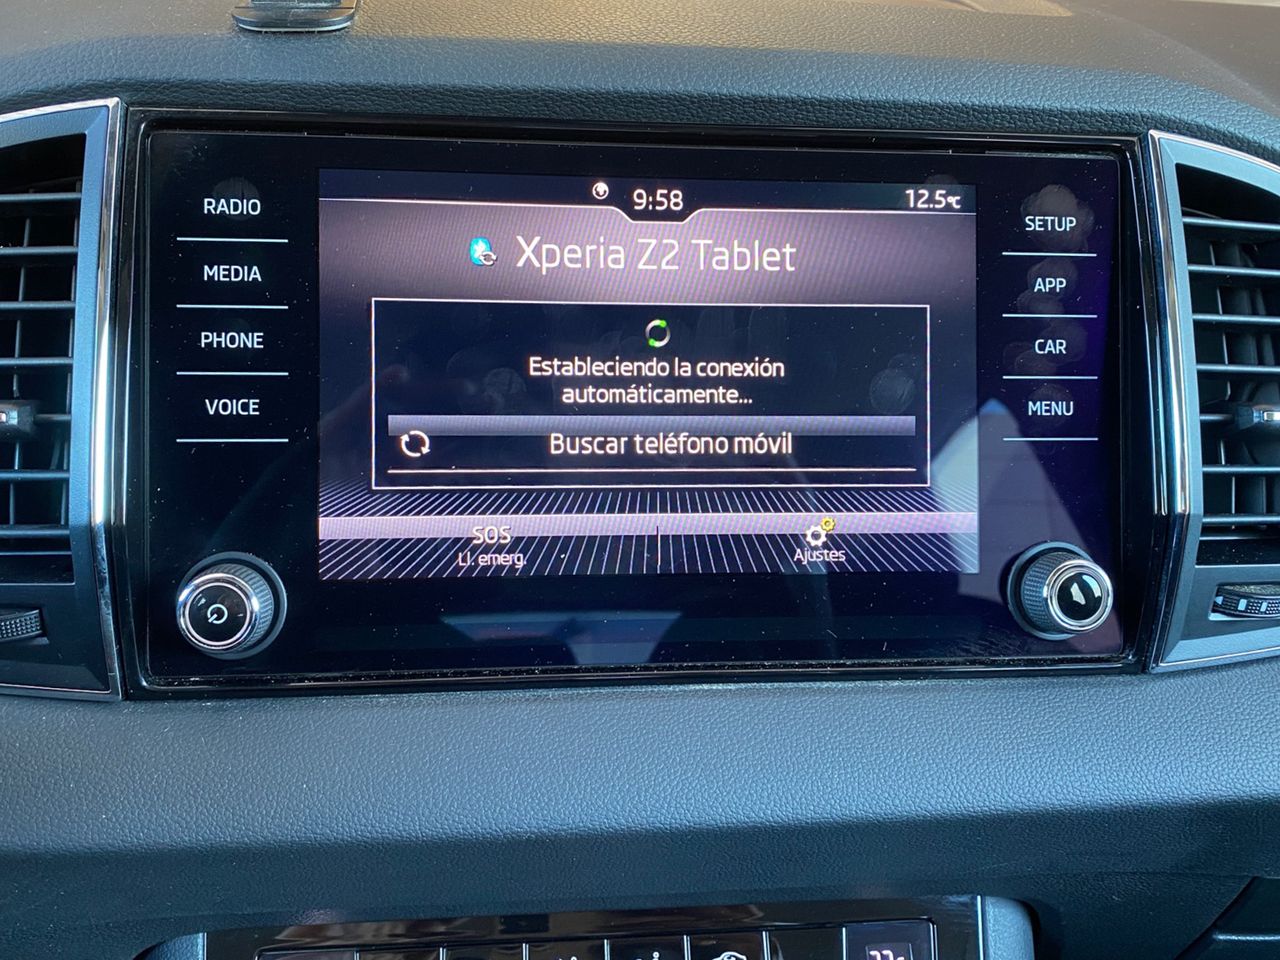 RADIO
MEDIA
PHONE
VOICE
9:58
12.5°C
Xperia Z2 Tablet
Estableciendo la conexión
automáticamente...
Buscar teléfono móvil
SOS
Ll. emerg.
Ajustes
SETUP
APP
CAR
MENU